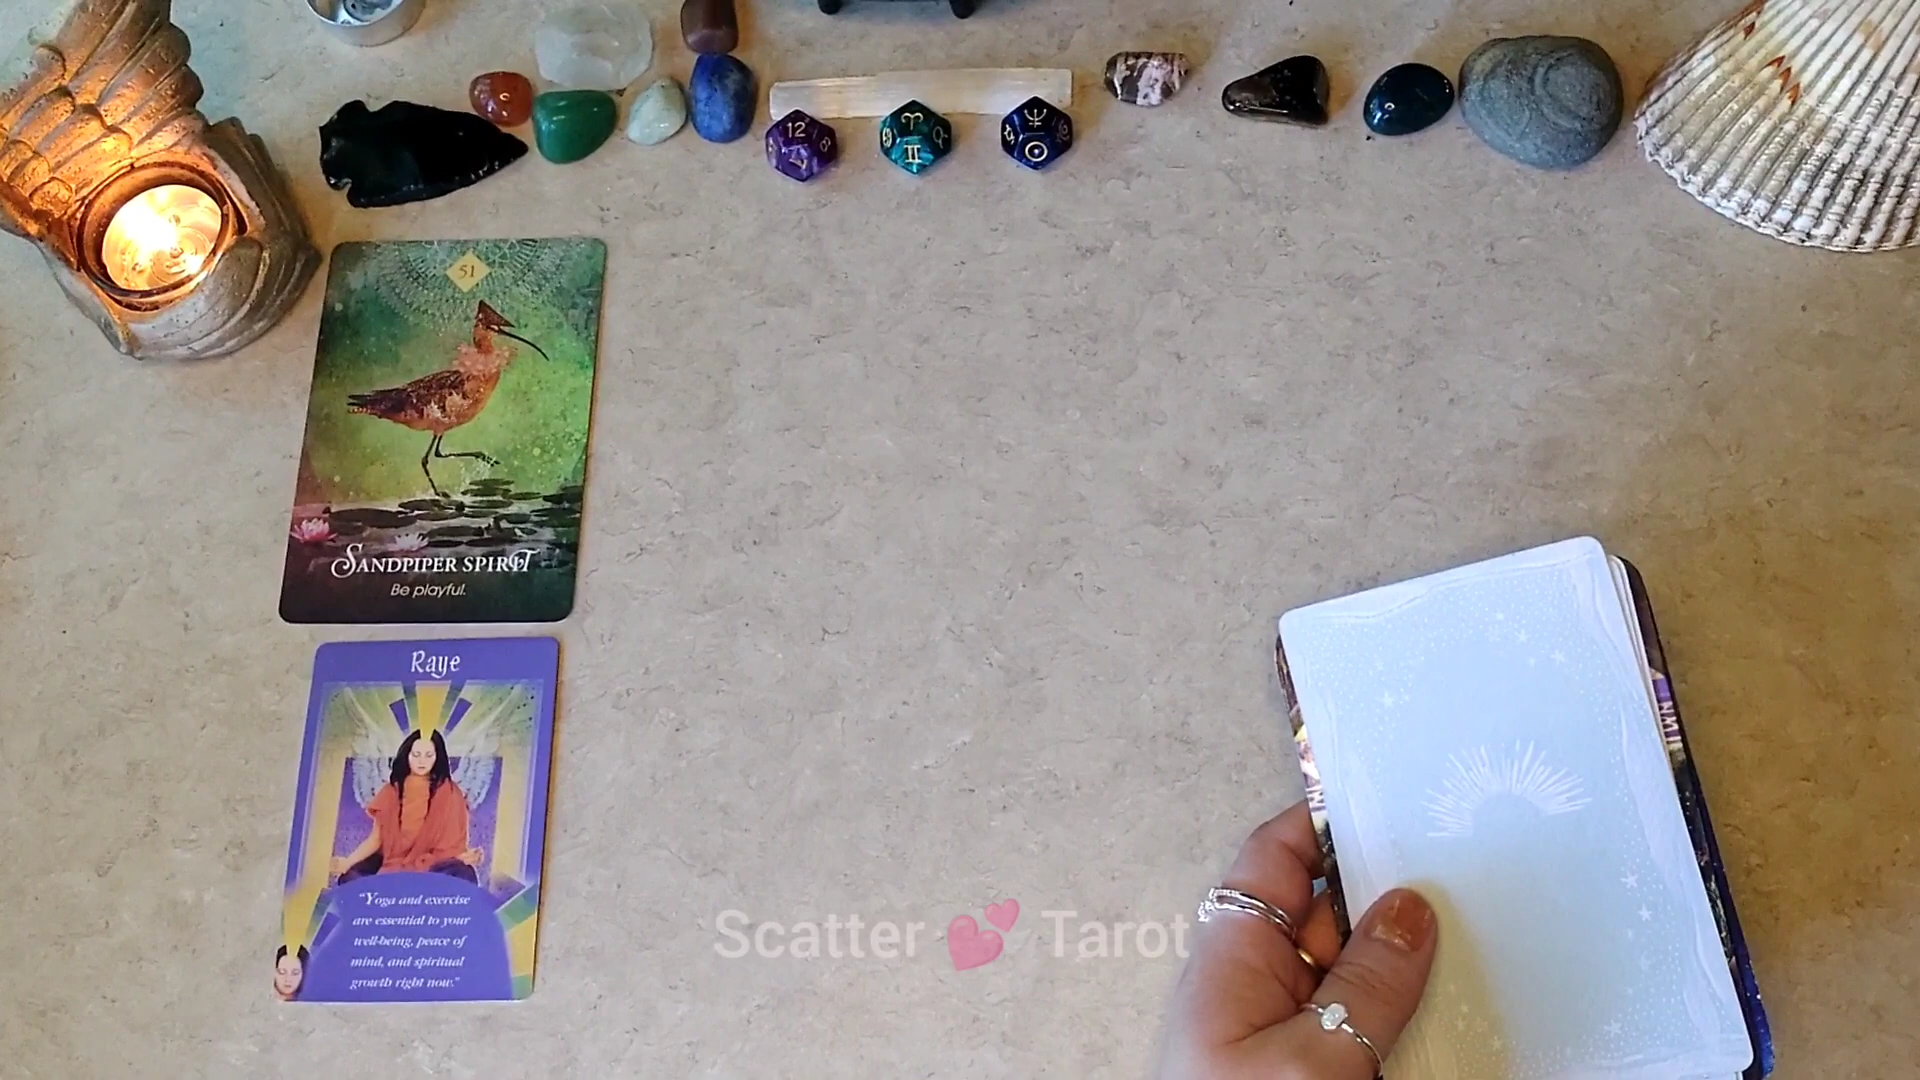 12
51
SANDPIPER SPIRIT
Be playful.
Raye
"Yoga and exercise
are essential to your
well-being, peace of
mind, and spiritual
growth right now."
Scatter 💕 Tarot